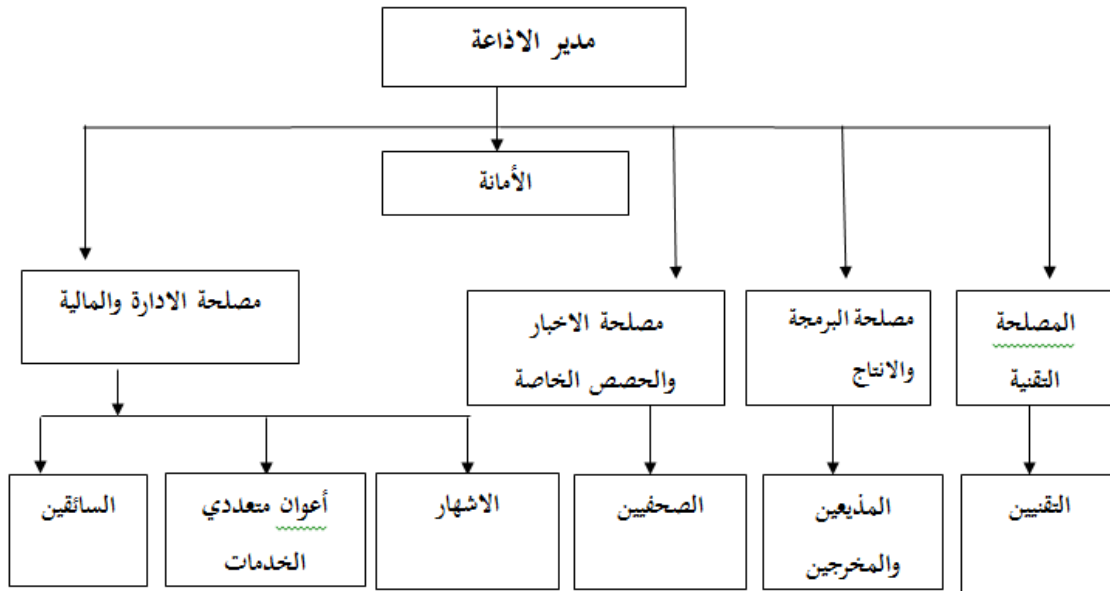 مدير الاذاعة
الأمانة
المصلحة
التقنية
مصلحة البرمجة
والانتاج
مصلحة الاخبار
والحصص الخاصة
مصلحة الادارة والمالية
التقنيين
المذيعين
والمخرجين
الصحفيين
الاشهار
أعوان متعددي
الخدمات
السائقين